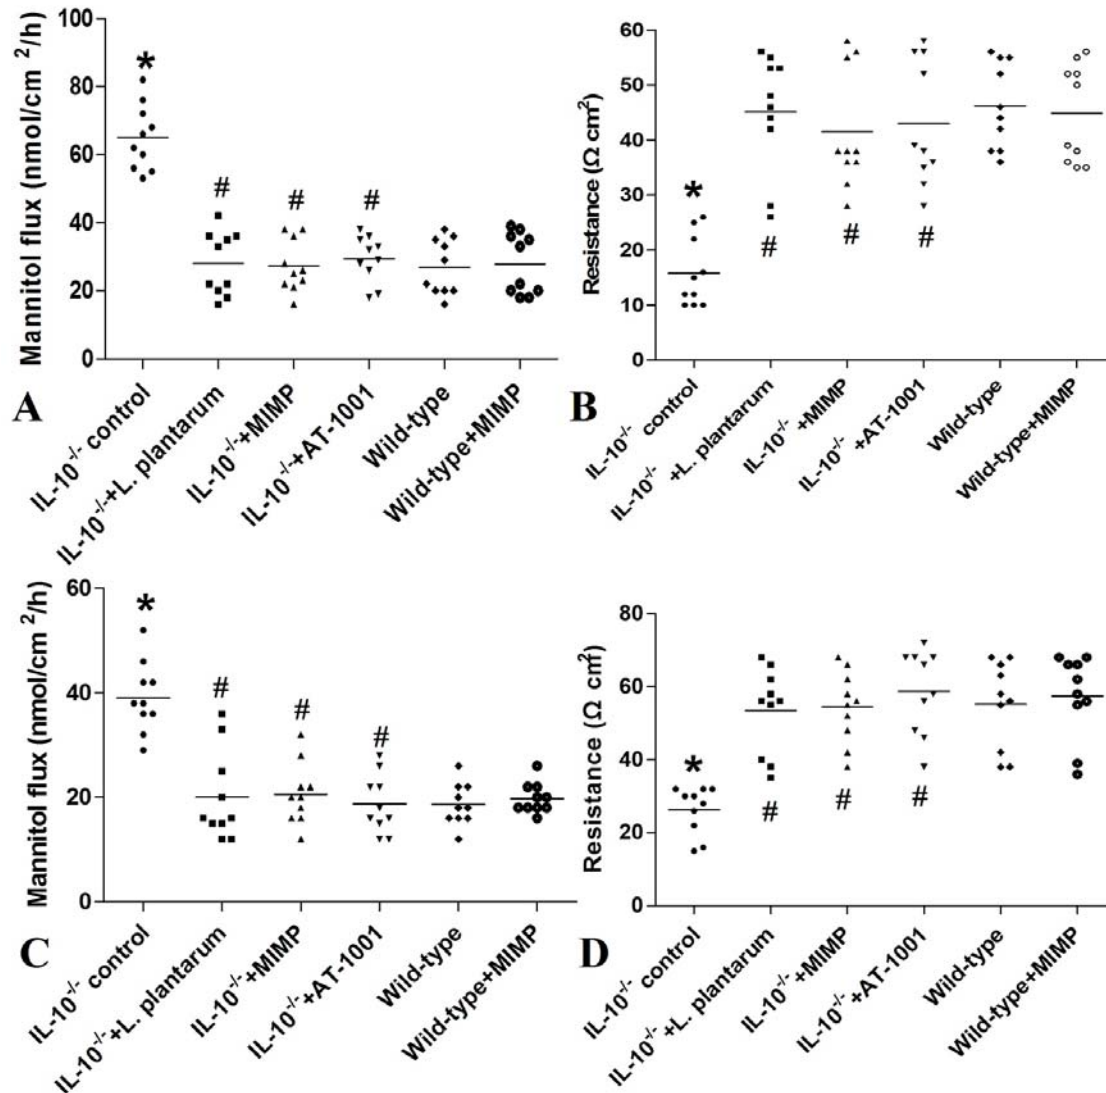 Mannitol flux (nmol/cm ²/h)
100
80
60
40
20
0
*
#
#
#
IL-10⁻/⁻ control
IL-10⁻/⁻+L. plantarum
IL-10⁻/⁻+MIMP
IL-10⁻/⁻+AT-1001
Wild-type
Wild-type+MIMP
A
Resistance (Ω cm²)
60
50
40
30
20
10
0
*
#
#
#
IL-10⁻/⁻ control
IL-10⁻/⁻ +L. plantarum
IL-10⁻/⁻ +MIMP
IL-10⁻/⁻ +AT-1001
Wild-type
Wild-type+MIMP
B
Mannitol flux (nmol/cm ²/h)
60
40
20
0
*
#
#
#
IL-10⁻/⁻ control
IL-10⁻/⁻+L. plantarum
IL-10⁻/⁻+MIMP
IL-10⁻/⁻+AT-1001
Wild-type
Wild-type+MIMP
C
Resistance (Ω cm²)
80
60
40
20
0
*
#
#
#
IL-10⁻/⁻ control
IL-10⁻/⁻+L. plantarum
IL-10⁻/⁻+MIMP
IL-10⁻/⁻+AT-1001
Wild-type
Wild-type+MIMP
D